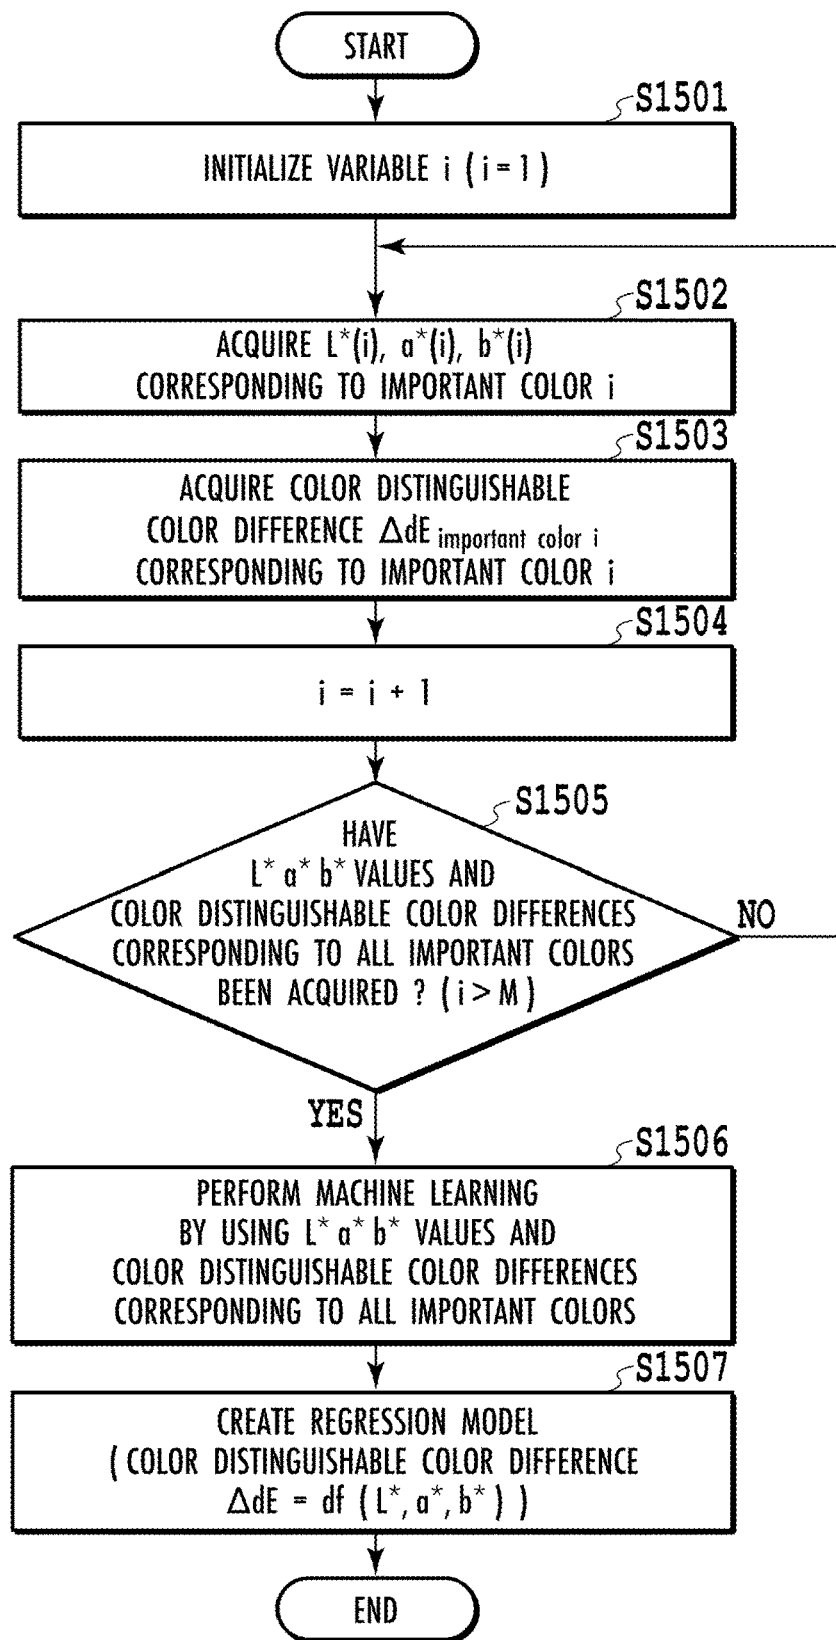 START
S1501
INITIALIZE VARIABLE i ( i = 1 )
S1502
ACQUIRE L*(i), a*(i), b*(i)
CORRESPONDING TO IMPORTANT COLOR i
S1503
ACQUIRE COLOR DISTINGUISHABLE
COLOR DIFFERENCE ΔdE important color i
CORRESPONDING TO IMPORTANT COLOR i
S1504
i = i + 1
S1505
HAVE
L* a* b* VALUES AND
COLOR DISTINGUISHABLE COLOR DIFFERENCES
CORRESPONDING TO ALL IMPORTANT COLORS
BEEN ACQUIRED ? ( i > M )
NO
YES
S1506
PERFORM MACHINE LEARNING
BY USING L* a* b* VALUES AND
COLOR DISTINGUISHABLE COLOR DIFFERENCES
CORRESPONDING TO ALL IMPORTANT COLORS
S1507
CREATE REGRESSION MODEL
( COLOR DISTINGUISHABLE COLOR DIFFERENCE
ΔdE = df ( L*, a*, b* ) )
END